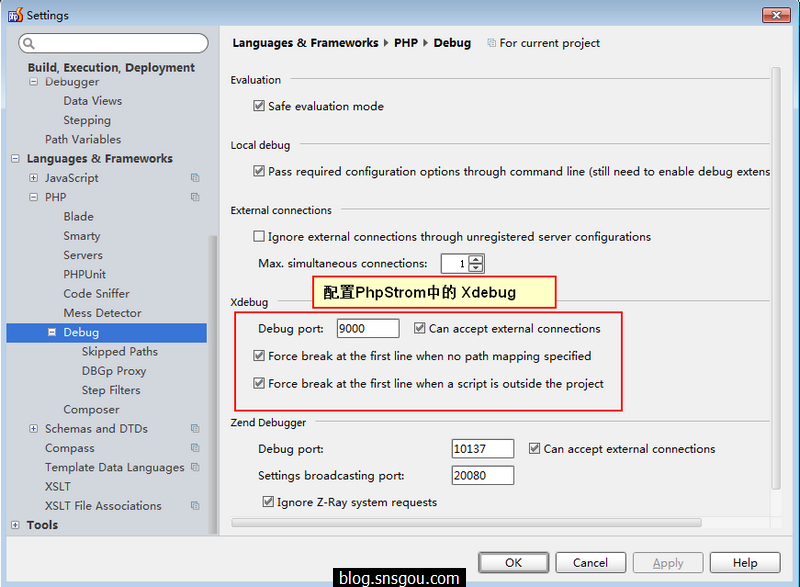 Settings
Build, Execution, Deployment
Debugger
Data Views
Stepping
Path Variables
Languages & Frameworks
JavaScript
PHP
Blade
Smarty
Servers
PHPUnit
Code Sniffer
Mess Detector
Debug
Skipped Paths
DBGp Proxy
Step Filters
Composer
Schemas and DTDs
Compass
Template Data Languages
XSLT
XSLT File Associations
Tools
Languages & Frameworks PHP Debug For current project
Evaluation
Safe evaluation mode
Local debug
Pass required configuration options through command line (still need to enable debug extens
External connections
Ignore external connections through unregistered server configurations
Max. simultaneous connections: 1
配置PhpStrom中的 Xdebug
Xdebug
Debug port: 9000 Can accept external connections
Force break at the first line when no path mapping specified
Force break at the first line when a script is outside the project
Zend Debugger
Debug port: 10137 Can accept external connections
Settings broadcasting port: 20080
Ignore Z-Ray system requests
OK Cancel Apply Help
blog.snsgou.com